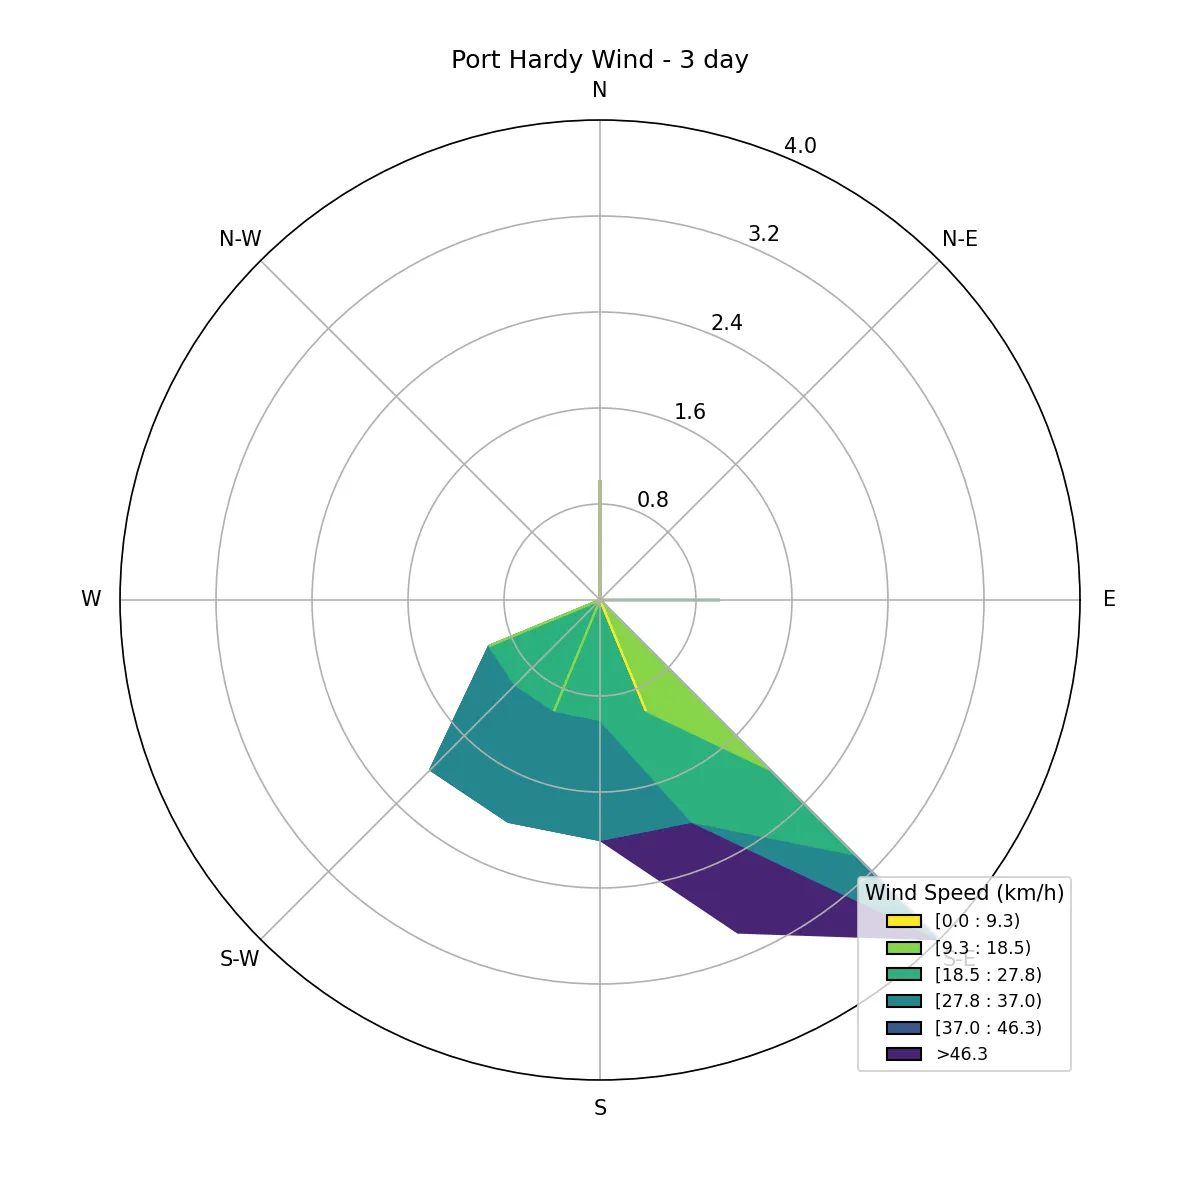 Port Hardy Wind - 3 day
N
4.0
N-W
3.2
N-E
2.4
1.6
0.8
W
E
Wind Speed (km/h)
[0.0 : 9.3)
[9.3 : 18.5)
S-W
S-E
[18.5 : 27.8)
[27.8 : 37.0)
[37.0 : 46.3)
>46.3
S